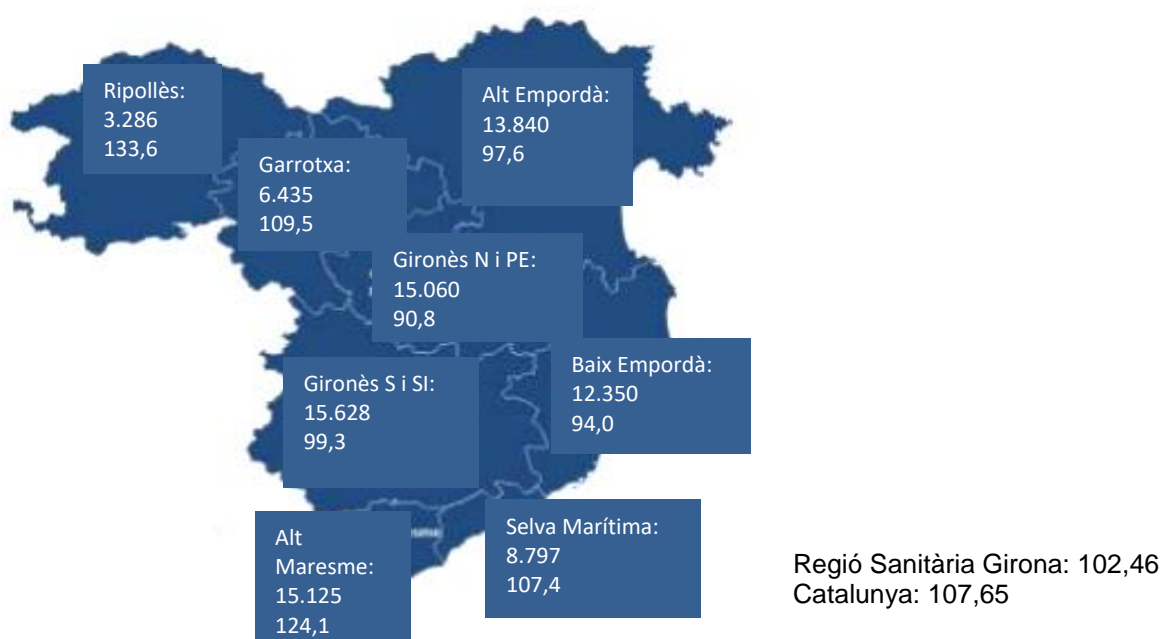 Ripollès:
3.286
133,6
Alt Empordà:
13.840
97,6
Garrotxa:
6.435
109,5
Gironès N i PE:
15.060
90,8
Baix Empordà:
12.350
94,0
Gironès S i SI:
15.628
99,3
Alt
Maresme:
15.125
124,1
Selva Marítima:
8.797
107,4
Regió Sanitària Girona: 102,46
Catalunya: 107,65